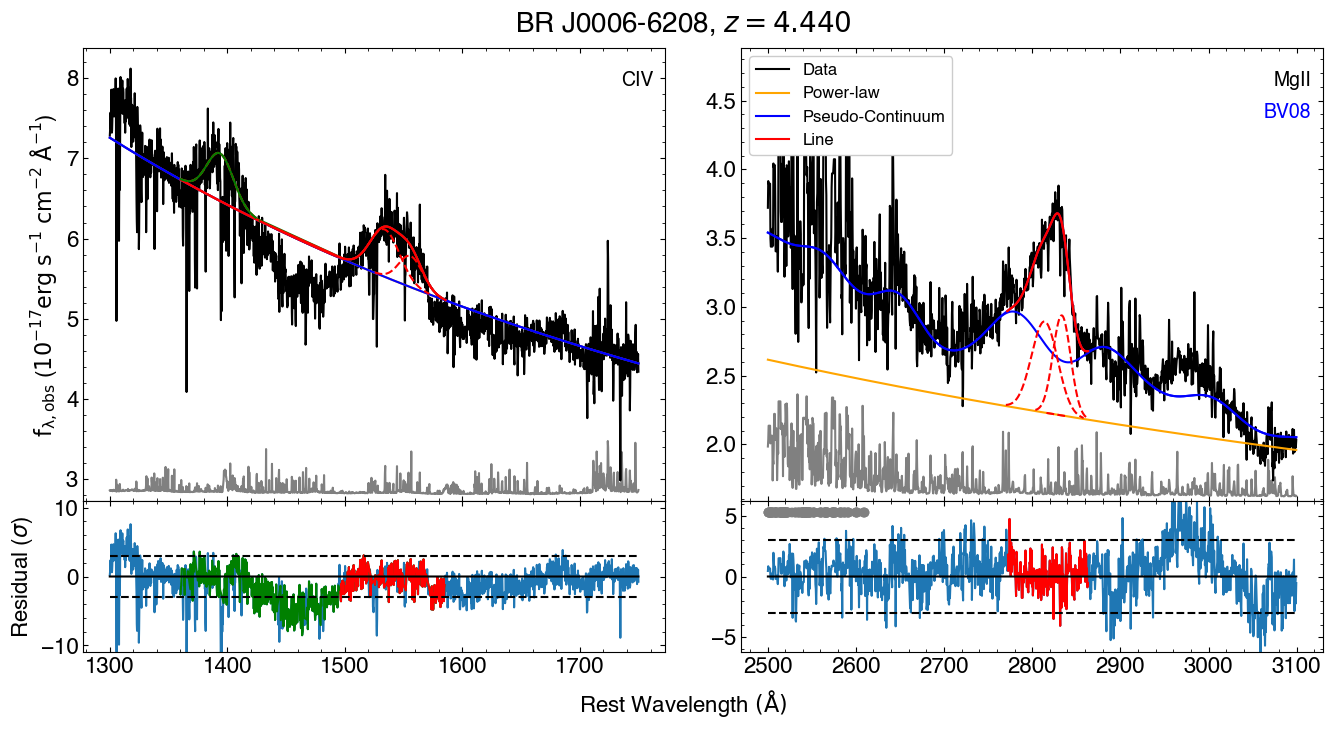 BR J0006-6208, z = 4.440
CIV
f_λ,obs (10⁻¹⁷erg s⁻¹ cm⁻² Å⁻¹)
8
7
6
5
4
3
Data
Power-law
Pseudo-Continuum
Line
MgII
BV08
4.5
4.0
3.5
3.0
2.5
2.0
Residual (σ)
10
0
−10
5
0
−5
1300 1400 1500 1600 1700
2500 2600 2700 2800 2900 3000 3100
Rest Wavelength (Å)